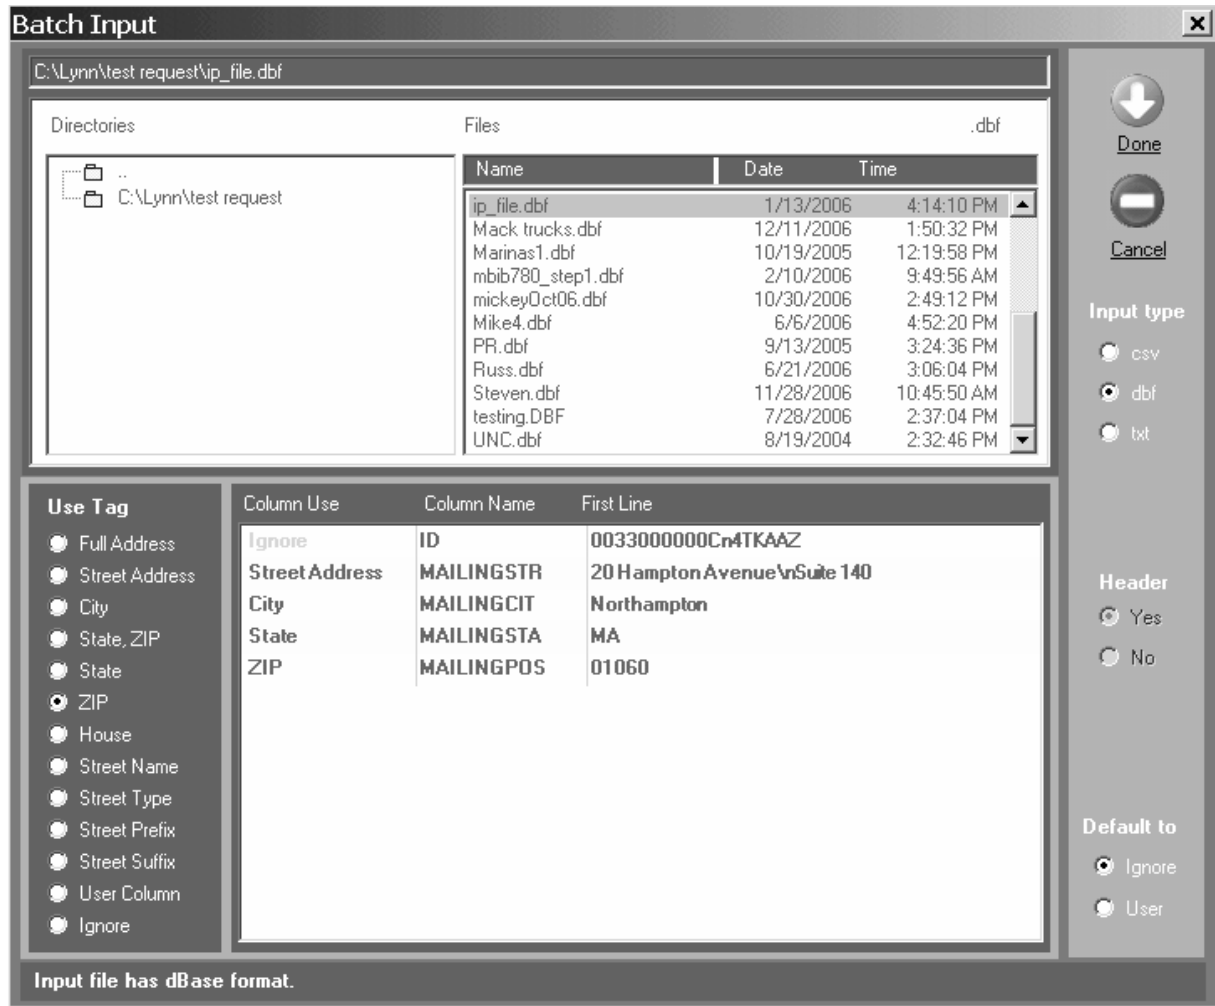 Batch Input
C:\Lynn\test request\ip_file.dbf
Directories Files .dbf
..
C:\Lynn\test request
Name Date Time
ip_file.dbf 1/13/2006 4:14:10 PM
Mack trucks.dbf 12/11/2006 1:50:32 PM
Marinas1.dbf 10/19/2005 12:19:58 PM
mbib780_step1.dbf 2/10/2006 9:49:56 AM
mickeyOct06.dbf 10/30/2006 2:49:12 PM
Mike4.dbf 6/6/2006 4:52:20 PM
PR.dbf 9/13/2005 3:24:36 PM
Russ.dbf 6/21/2006 3:06:04 PM
Steven.dbf 11/28/2006 10:45:50 AM
testing.DBF 7/28/2006 2:37:04 PM
UNC.dbf 8/19/2004 2:32:46 PM
Done
Cancel
Input type
csv
dbf
txt
Use Tag
Full Address
Street Address
City
State, ZIP
State
ZIP
House
Street Name
Street Type
Street Prefix
Street Suffix
User Column
Ignore
Column Use Column Name First Line
Ignore ID 0033000000Cn4TKAAZ
Street Address MAILINGSTR 20 Hampton Avenue\nSuite 140
City MAILINGCIT Northampton
State MAILINGSTA MA
ZIP MAILINGPOS 01060
Header
Yes
No
Default to
Ignore
User
Input file has dBase format.